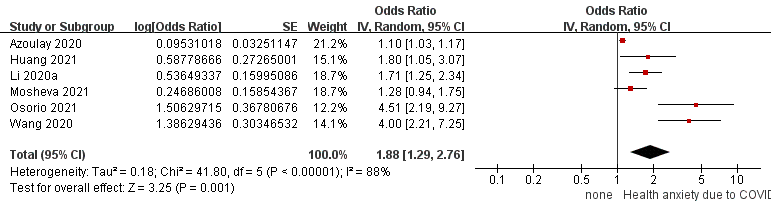 Odds Ratio Odds Ratio
Study or Subgroup log[Odds Ratio] SE Weight IV, Random, 95% CI IV, Random, 95% CI
Azoulay 2020 0.09531018 0.03251147 21.2% 1.10 [1.03, 1.17]
Huang 2021 0.58778666 0.27265001 15.1% 1.80 [1.05, 3.07]
Li 2020a 0.53649337 0.15995086 18.7% 1.71 [1.25, 2.34]
Mosheva 2021 0.24686008 0.15854367 18.7% 1.28 [0.94, 1.75]
Osorio 2021 1.50629715 0.36780676 12.2% 4.51 [2.19, 9.27]
Wang 2020 1.38629436 0.30346532 14.1% 4.00 [2.21, 7.25]
Total (95% CI) 100.0% 1.88 [1.29, 2.76]
Heterogeneity: Tau² = 0.18; Chi² = 41.80, df = 5 (P < 0.00001); I² = 88%
Test for overall effect: Z = 3.25 (P = 0.001)
0.1 0.2 0.5 1 2 5 10
none Health anxiety due to COVID